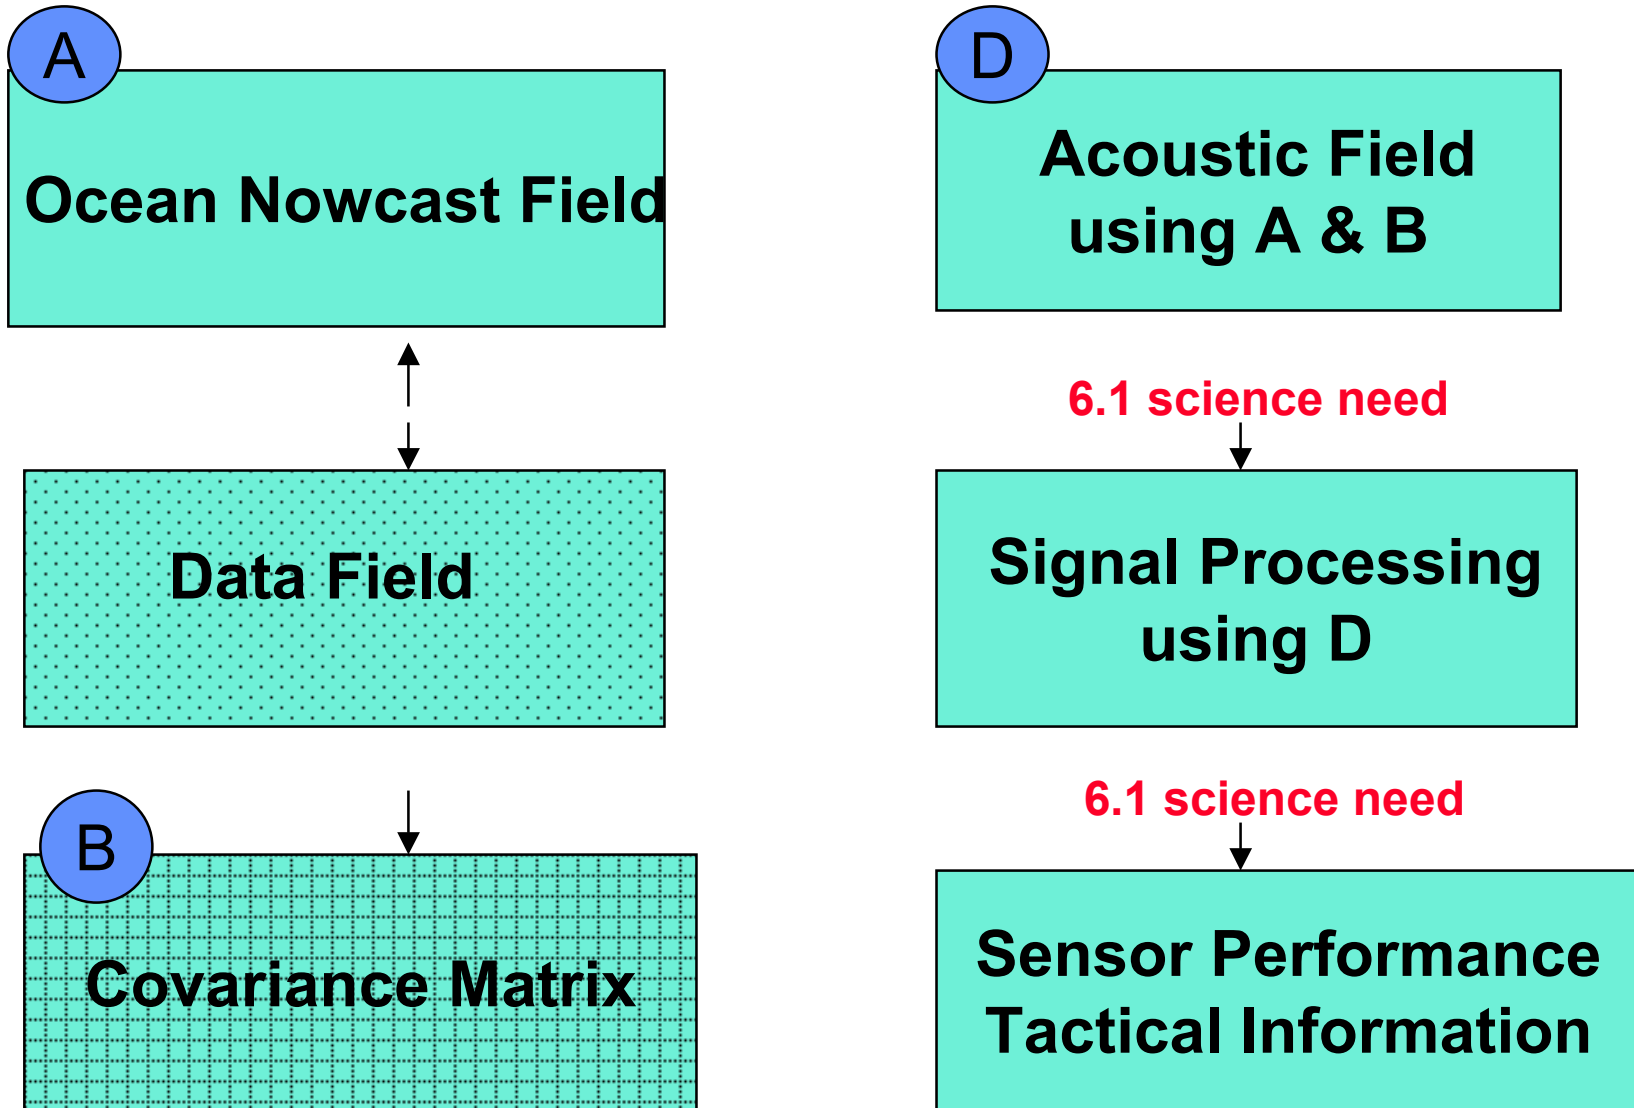 A
Ocean Nowcast Field
Data Field
B
Covariance Matrix
D
Acoustic Field
using A & B
6.1 science need
Signal Processing
using D
6.1 science need
Sensor Performance
Tactical Information